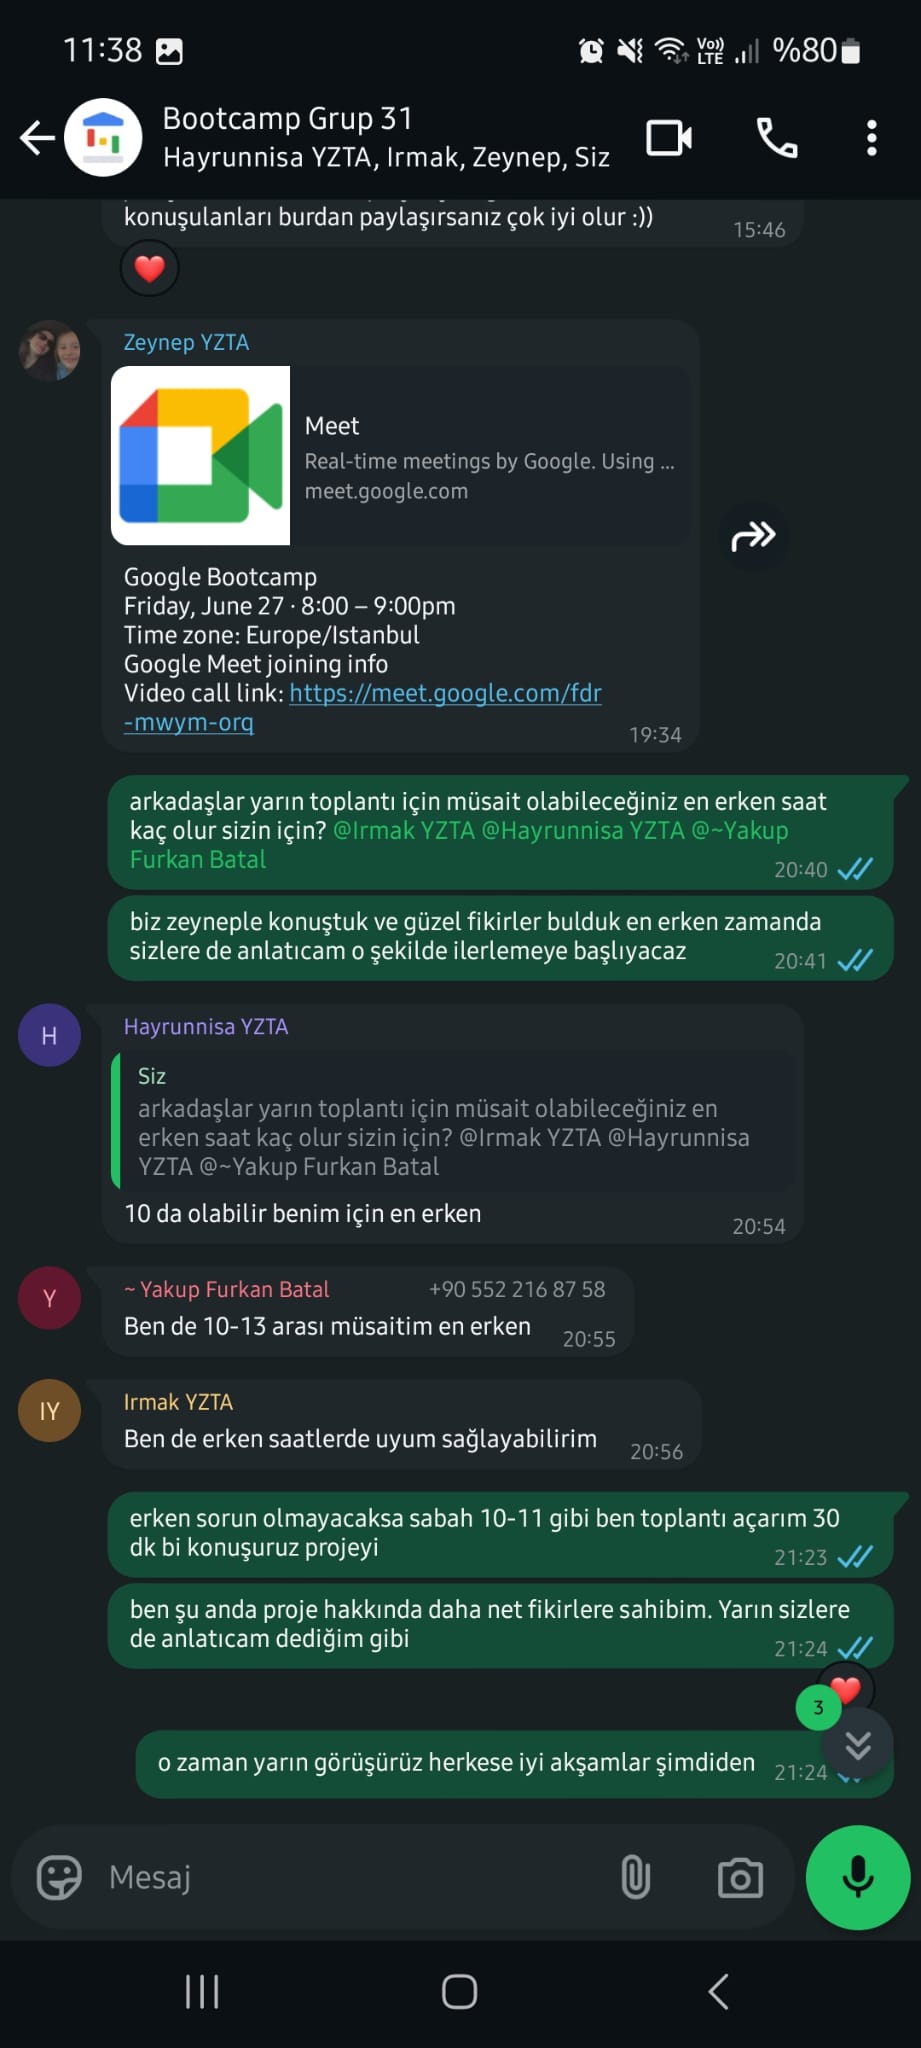 11:38
Vo)) LTE %80
Bootcamp Grup 31
Hayrunnisa YZTA, Irmak, Zeynep, Siz
konuşulanları burdan paylaşırsanız çok iyi olur :))
15:46
Zeynep YZTA
Meet
Real-time meetings by Google. Using ...
meet.google.com
Google Bootcamp
Friday, June 27 · 8:00 – 9:00pm
Time zone: Europe/Istanbul
Google Meet joining info
Video call link: https://meet.google.com/fdr
-mwym-orq
19:34
arkadaşlar yarın toplantı için müsait olabileceğiniz en erken saat
kaç olur sizin için? @Irmak YZTA @Hayrunnisa YZTA @~Yakup
Furkan Batal
20:40
biz zeyneple konuştuk ve güzel fikirler bulduk en erken zamanda
sizlere de anlatıcam o şekilde ilerlemeye başlıyacaz
20:41
H
Hayrunnisa YZTA
Siz
arkadaşlar yarın toplantı için müsait olabileceğiniz en
erken saat kaç olur sizin için? @Irmak YZTA @Hayrunnisa
YZTA @~Yakup Furkan Batal
10 da olabilir benim için en erken
20:54
Y
~ Yakup Furkan Batal +90 552 216 87 58
Ben de 10-13 arası müsaitim en erken
20:55
IY
Irmak YZTA
Ben de erken saatlerde uyum sağlayabilirim
20:56
erken sorun olmayacaksa sabah 10-11 gibi ben toplantı açarım 30
dk bi konuşuruz projeyi
21:23
ben şu anda proje hakkında daha net fikirlere sahibim. Yarın sizlere
de anlatıcam dediğim gibi
21:24
3
o zaman yarın görüşürüz herkese iyi akşamlar şimdiden
21:24
Mesaj